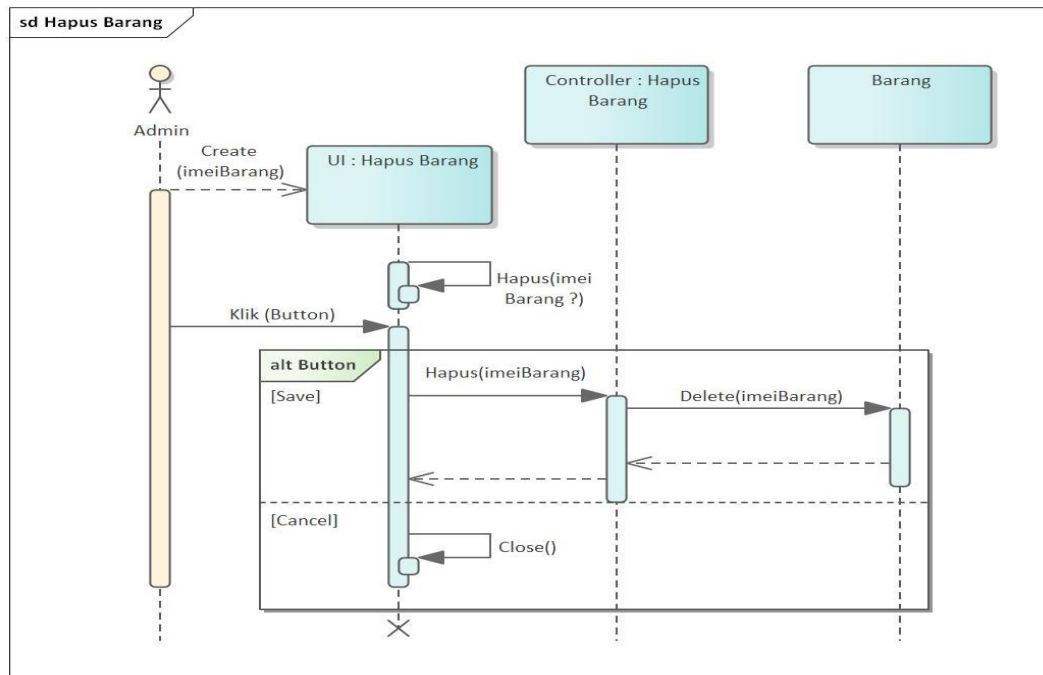 sd Hapus Barang
Admin
Controller : Hapus
Barang
Barang
Create
(imeiBarang)
UI : Hapus Barang
Hapus(imei
Barang ?)
Klik (Button)
alt Button
[Save]
Hapus(imeiBarang)
Delete(imeiBarang)
[Cancel]
Close()